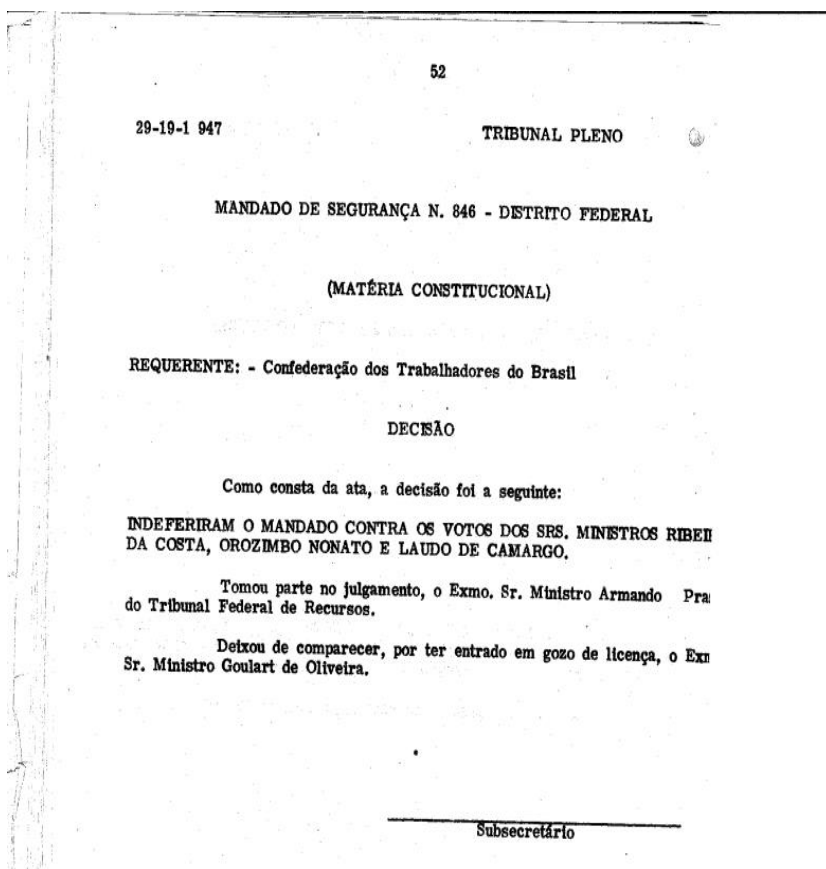 52
29-19-1 947 TRIBUNAL PLENO
MANDADO DE SEGURANÇA N. 846 - DISTRITO FEDERAL
(MATÉRIA CONSTITUCIONAL)
REQUERENTE: - Confederação dos Trabalhadores do Brasil
DECISÃO
Como consta da ata, a decisão foi a seguinte:
INDEFERIRAM O MANDADO CONTRA OS VOTOS DOS SRS. MINISTROS
DA COSTA, OROZIMBO NONATO E LAUDO DE CAMARGO.
Tomou parte no julgamento, o Exmo. Sr. Ministro Armando
do Tribunal Federal de Recursos.
Deixou de comparecer, por ter entrado em gozo de licença, o
Sr. Ministro Goulart de Oliveira.
Subsecretário